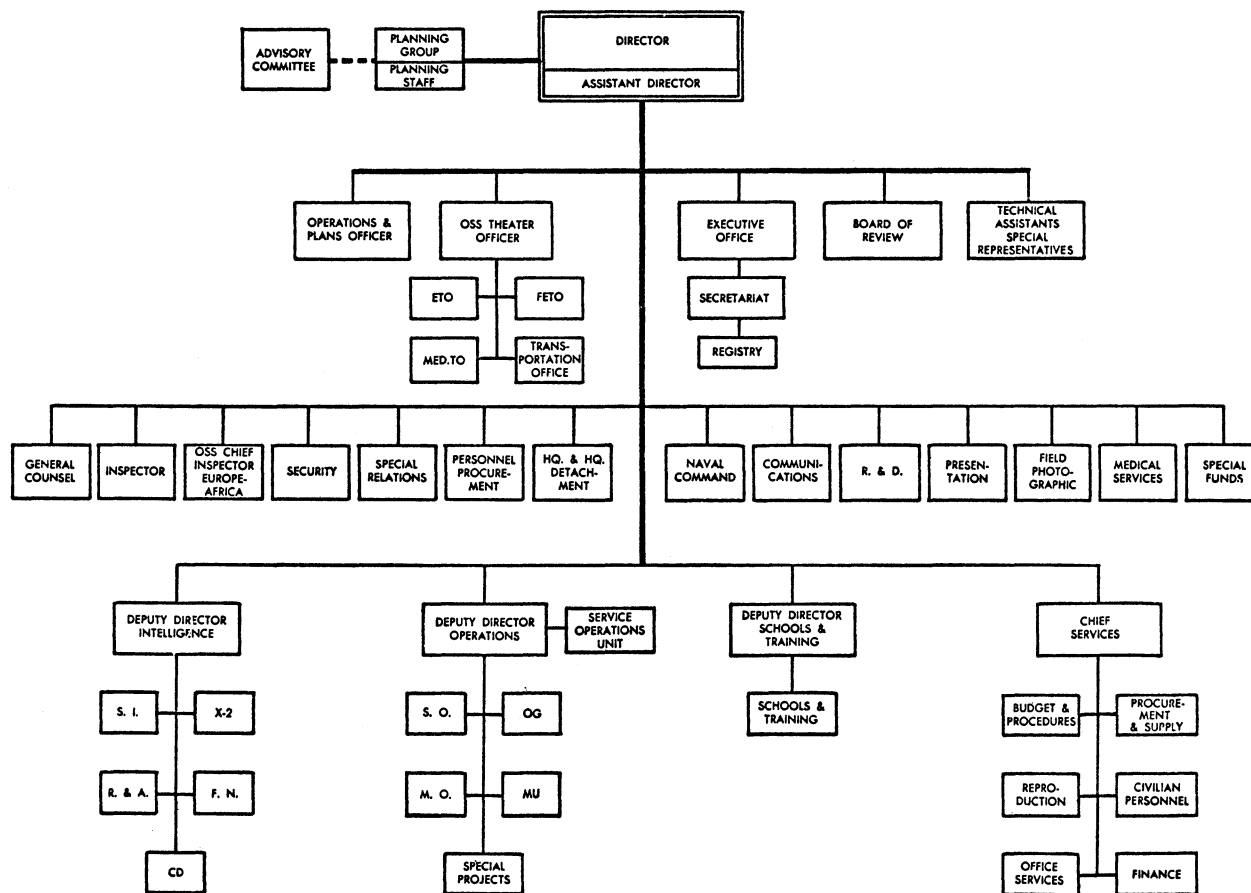 ADVISORY
COMMITTEE
PLANNING
GROUP
PLANNING
STAFF
DIRECTOR
ASSISTANT DIRECTOR
OPERATIONS &
PLANS OFFICER
OSS THEATER
OFFICER
EXECUTIVE
OFFICE
BOARD OF
REVIEW
TECHNICAL
ASSISTANTS
SPECIAL
REPRESENTATIVES
ETO
FETO
SECRETARIAT
MED.TO
TRANS-
PORTATION
OFFICE
REGISTRY
GENERAL
COUNSEL
INSPECTOR
OSS CHIEF
INSPECTOR
EUROPE-
AFRICA
SECURITY
SPECIAL
RELATIONS
PERSONNEL
PROCURE-
MENT
HQ. & HQ.
DETACH-
MENT
NAVAL
COMMAND
COMMUNI-
CATIONS
R. & D.
PRESEN-
TATION
FIELD
PHOTO-
GRAPHIC
MEDICAL
SERVICES
SPECIAL
FUNDS
DEPUTY DIRECTOR
INTELLIGENCE
DEPUTY DIRECTOR
OPERATIONS
SERVICE
OPERATIONS
UNIT
DEPUTY DIRECTOR
SCHOOLS &
TRAINING
CHIEF
SERVICES
S. I.
X-2
S. O.
OG
SCHOOLS &
TRAINING
BUDGET &
PROCEDURES
PROCURE-
MENT
& SUPPLY
R. & A.
F. N.
M. O.
MU
REPRO-
DUCTION
CIVILIAN
PERSONNEL
CD
SPECIAL
PROJECTS
OFFICE
SERVICES
FINANCE